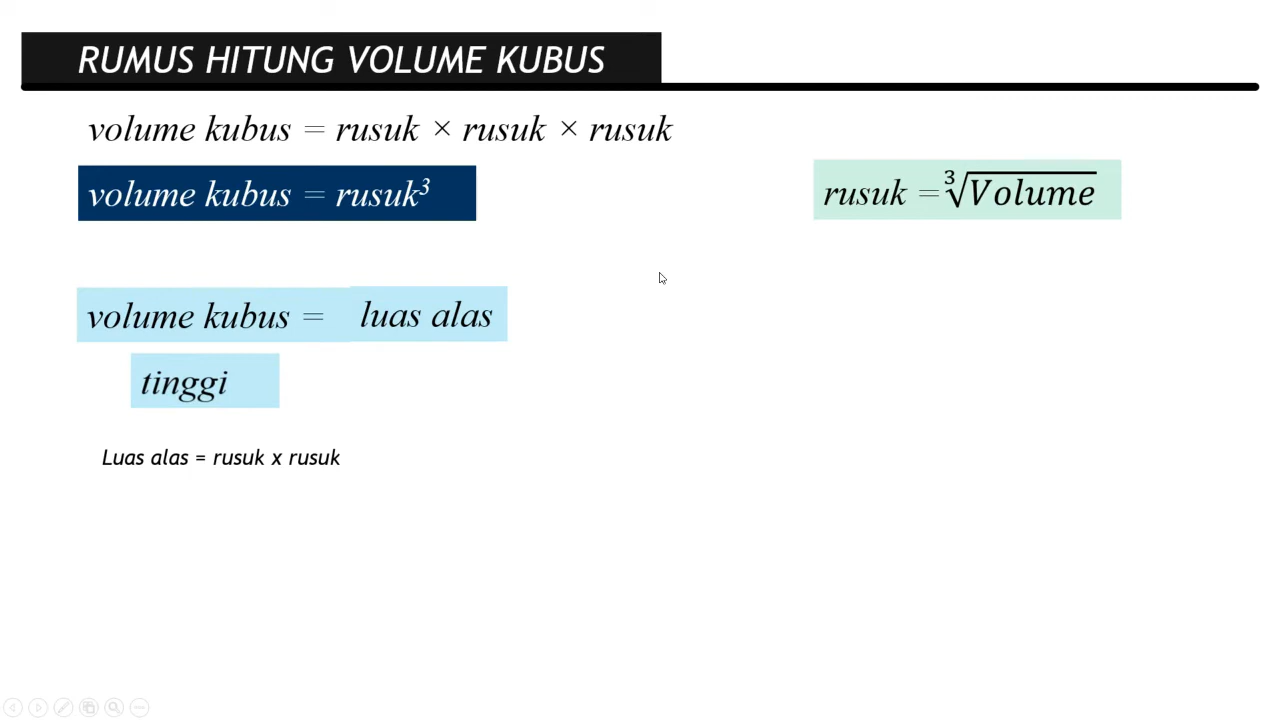 RUMUS HITUNG VOLUME KUBUS
volume kubus = rusuk × rusuk × rusuk
volume kubus = rusuk³
rusuk = ∛Volume
volume kubus = luas alas
tinggi
Luas alas = rusuk x rusuk